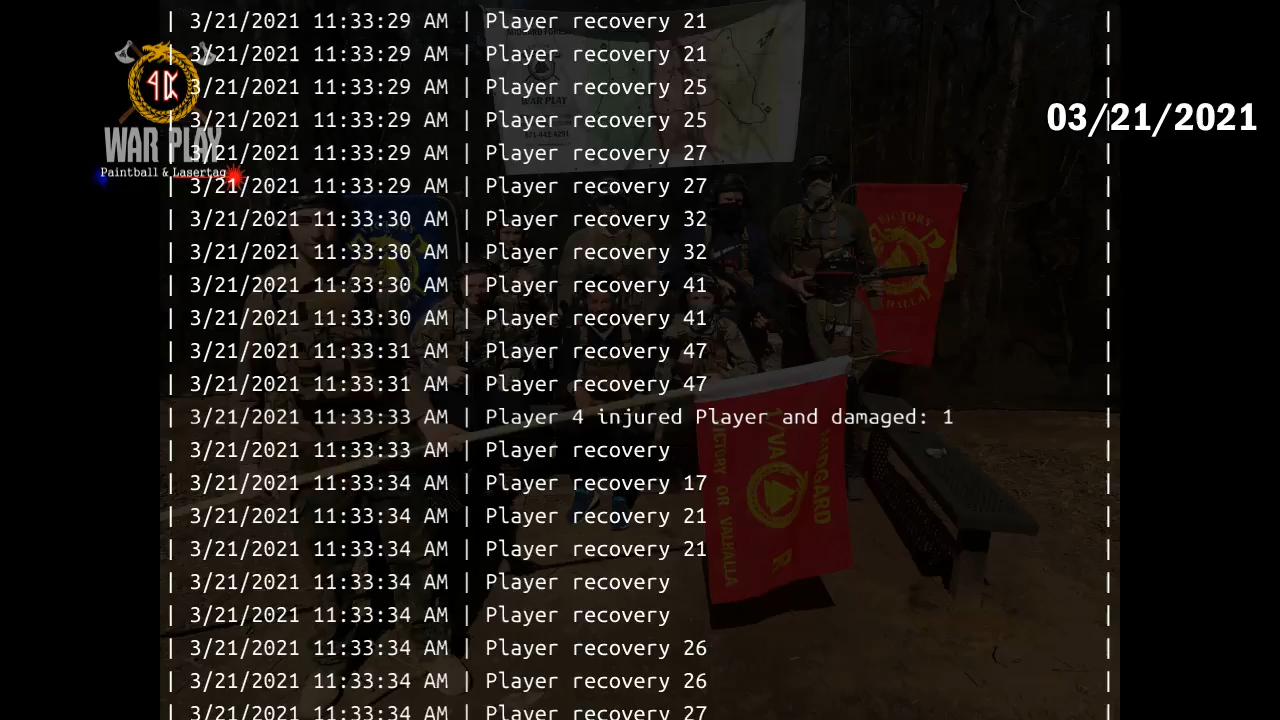 | 3/21/2021 11:33:29 AM | Player recovery 21 |
| 3/21/2021 11:33:29 AM | Player recovery 21 |
| 3/21/2021 11:33:29 AM | Player recovery 25 |
| 3/21/2021 11:33:29 AM | Player recovery 25 |
| 3/21/2021 11:33:29 AM | Player recovery 27 |
| 3/21/2021 11:33:29 AM | Player recovery 27 |
| 3/21/2021 11:33:30 AM | Player recovery 32 |
| 3/21/2021 11:33:30 AM | Player recovery 32 |
| 3/21/2021 11:33:30 AM | Player recovery 41 |
| 3/21/2021 11:33:30 AM | Player recovery 41 |
| 3/21/2021 11:33:31 AM | Player recovery 47 |
| 3/21/2021 11:33:31 AM | Player recovery 47 |
| 3/21/2021 11:33:33 AM | Player 4 injured Player and damaged: 1 |
| 3/21/2021 11:33:33 AM | Player recovery |
| 3/21/2021 11:33:34 AM | Player recovery 17 |
| 3/21/2021 11:33:34 AM | Player recovery 21 |
| 3/21/2021 11:33:34 AM | Player recovery 21 |
| 3/21/2021 11:33:34 AM | Player recovery |
| 3/21/2021 11:33:34 AM | Player recovery |
| 3/21/2021 11:33:34 AM | Player recovery 26 |
| 3/21/2021 11:33:34 AM | Player recovery 26 |
| 3/21/2021 11:33:34 AM | Player recovery 27 |
WAR PLAY
Paintball & Lasertag
03/21/2021
WAR PLAY
VICTORY
VALHALLA
MIDGARD
VICTORY OR VALHALLA